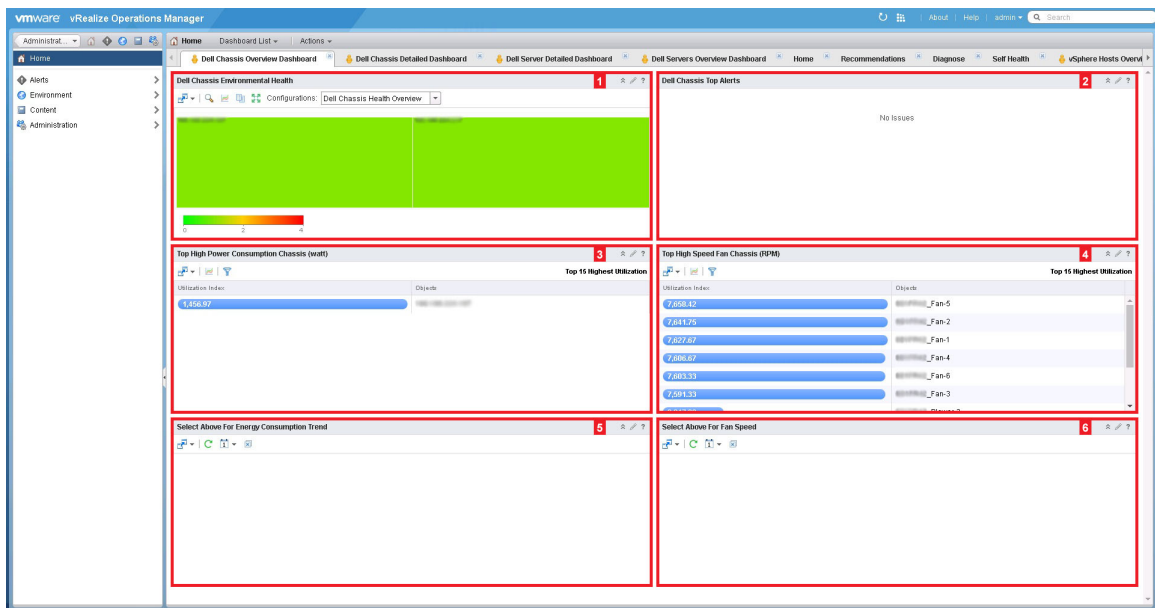 vmware vRealize Operations Manager
About Help admin Search
Administrat...
Home Dashboard List Actions
Home
Dell Chassis Overview Dashboard Dell Chassis Detailed Dashboard Dell Server Detailed Dashboard Dell Servers Overview Dashboard Home Recommendations Diagnose Self Health vSphere Hosts Overvi
Alerts
Environment
Content
Administration
Dell Chassis Environmental Health 1 ?
Configurations: Dell Chassis Health Overview
0 2 4
Dell Chassis Top Alerts 2 ?
No Issues
Top High Power Consumption Chassis (watt) 3 ?
Top 15 Highest Utilization
Utilization Index Objects
1,456.97
Top High Speed Fan Chassis (RPM) 4 ?
Top 15 Highest Utilization
Utilization Index Objects
7,658.42 _Fan-5
7,641.75 _Fan-2
7,627.67 _Fan-1
7,606.67 _Fan-4
7,603.33 _Fan-6
7,591.33 _Fan-3
Select Above For Energy Consumption Trend 5 ?
Select Above For Fan Speed 6 ?